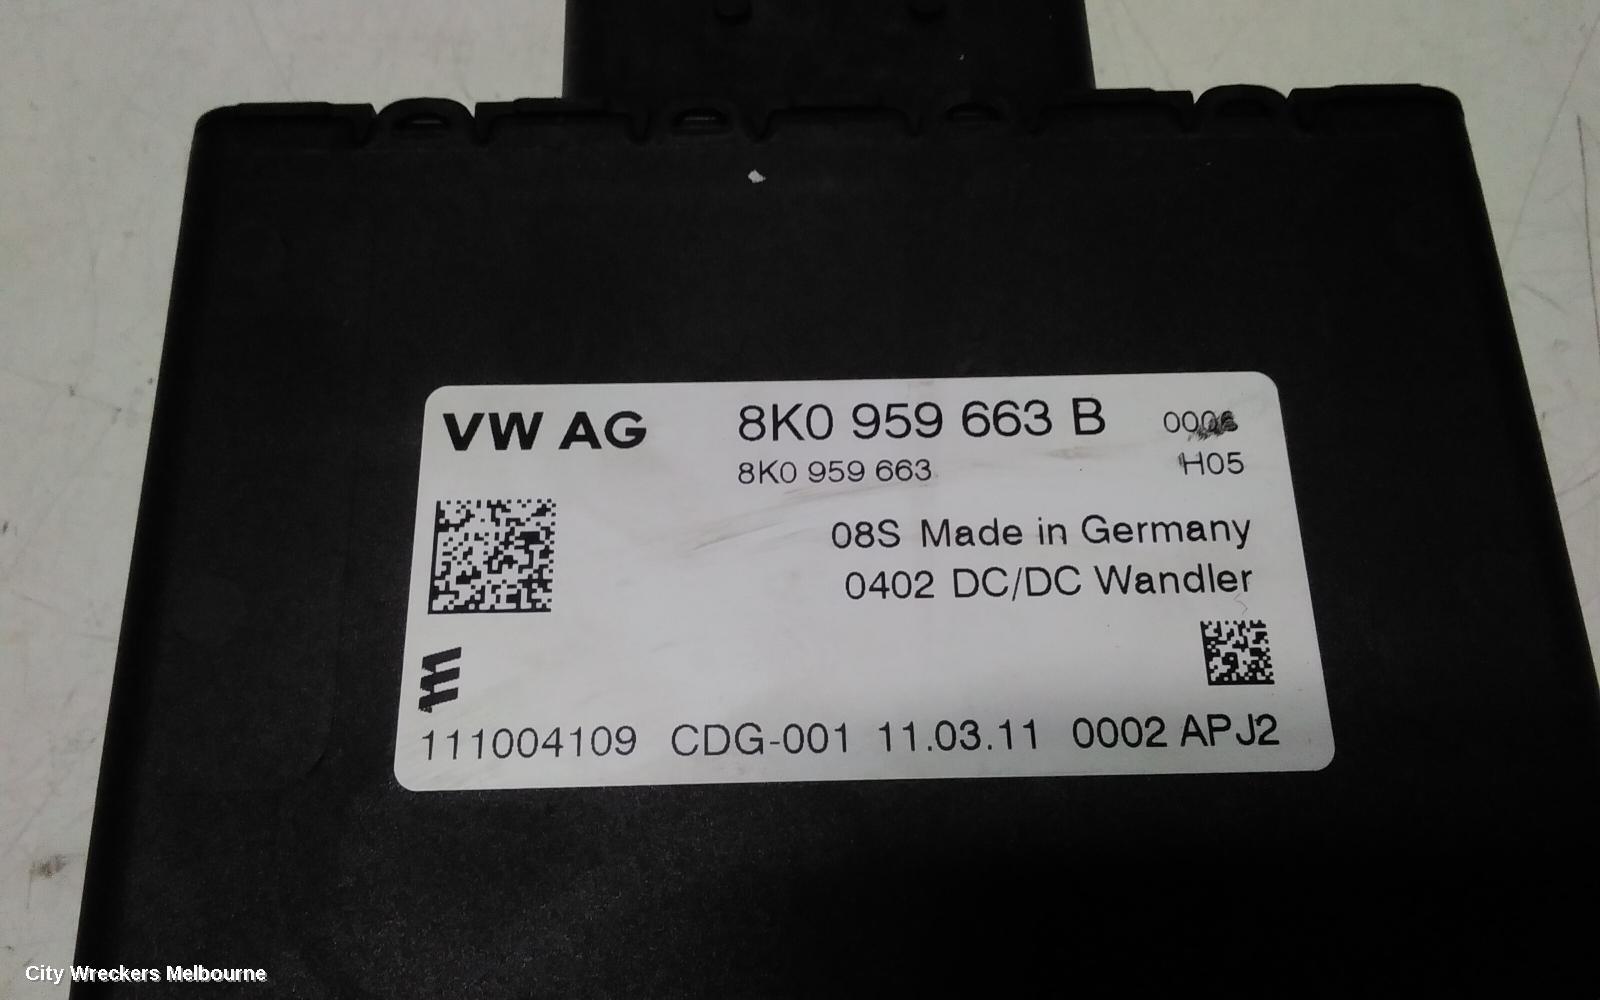 VW AG 8K0 959 663 B
8K0 959 663 H05
08S Made in Germany
0402 DC/DC Wandler
111004109 CDG-001 11.03.11 0002 APJ2
City Wreckers Melbourne